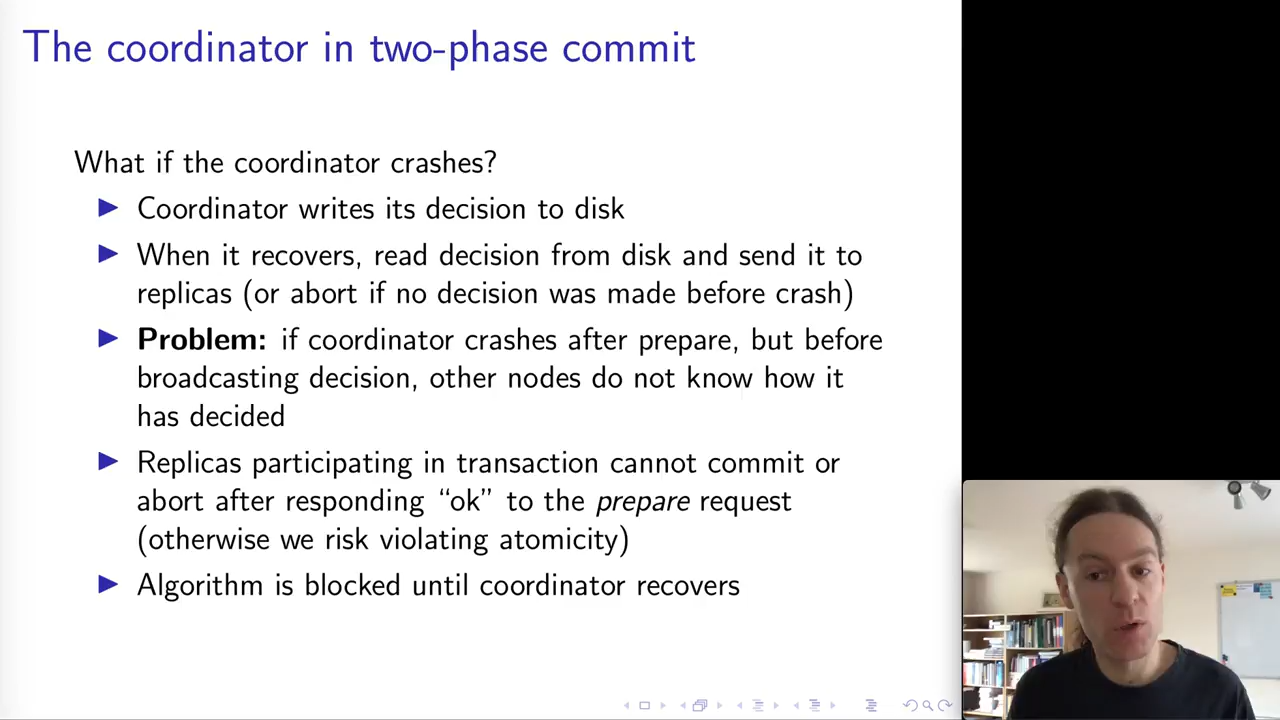 The coordinator in two-phase commit
What if the coordinator crashes?
Coordinator writes its decision to disk
When it recovers, read decision from disk and send it to
replicas (or abort if no decision was made before crash)
Problem: if coordinator crashes after prepare, but before
broadcasting decision, other nodes do not know how it
has decided
Replicas participating in transaction cannot commit or
abort after responding “ok” to the prepare request
(otherwise we risk violating atomicity)
Algorithm is blocked until coordinator recovers